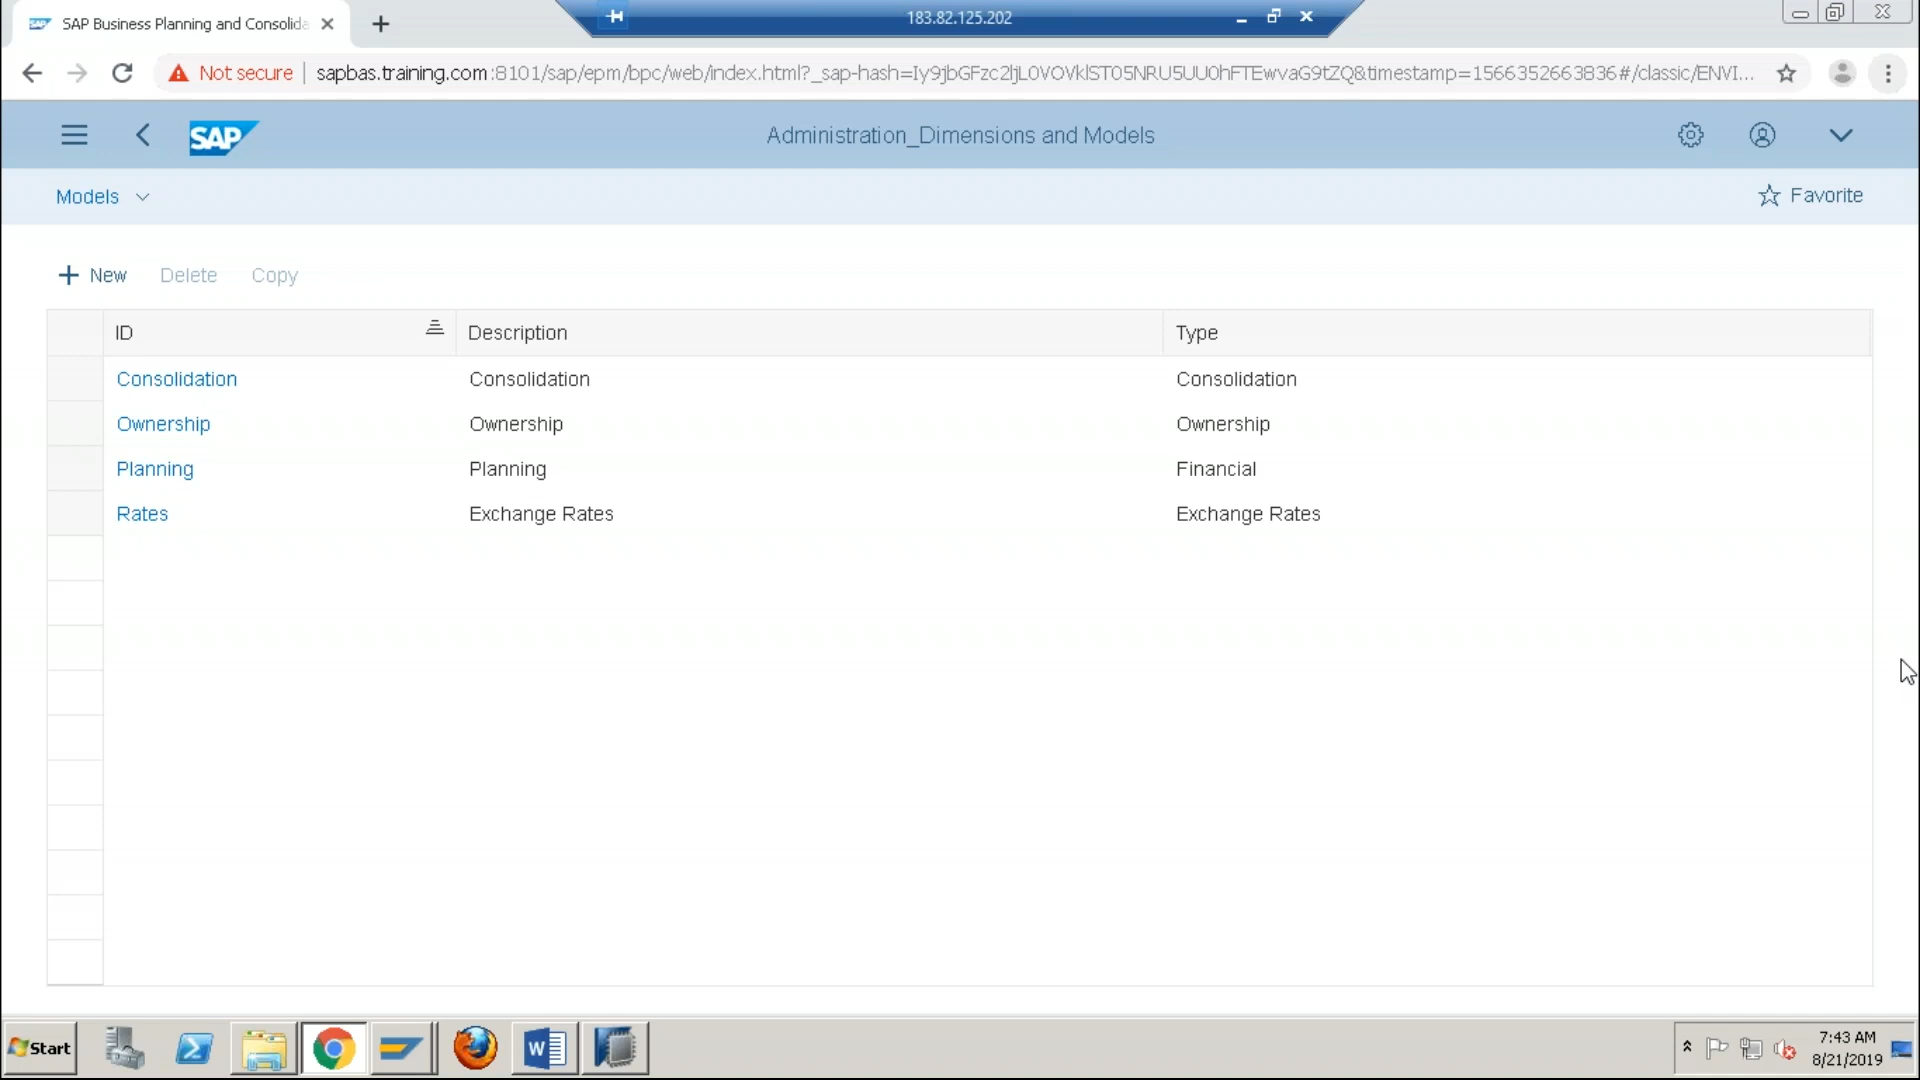 SAP Business Planning and Consolida
183.82.125.202
Not secure | sapbas.training.com:8101/sap/epm/bpc/web/index.html?_sap-hash=Iy9jbGFzc2ljL0VOVklST05NRU5UU0hFTEwvaG9tZQ&timestamp=1566352663836#/classic/ENVI...
SAP
Administration_Dimensions and Models
Models
Favorite
New Delete Copy
ID Description Type
Consolidation Consolidation Consolidation
Ownership Ownership Ownership
Planning Planning Financial
Rates Exchange Rates Exchange Rates
Start
7:43 AM
8/21/2019